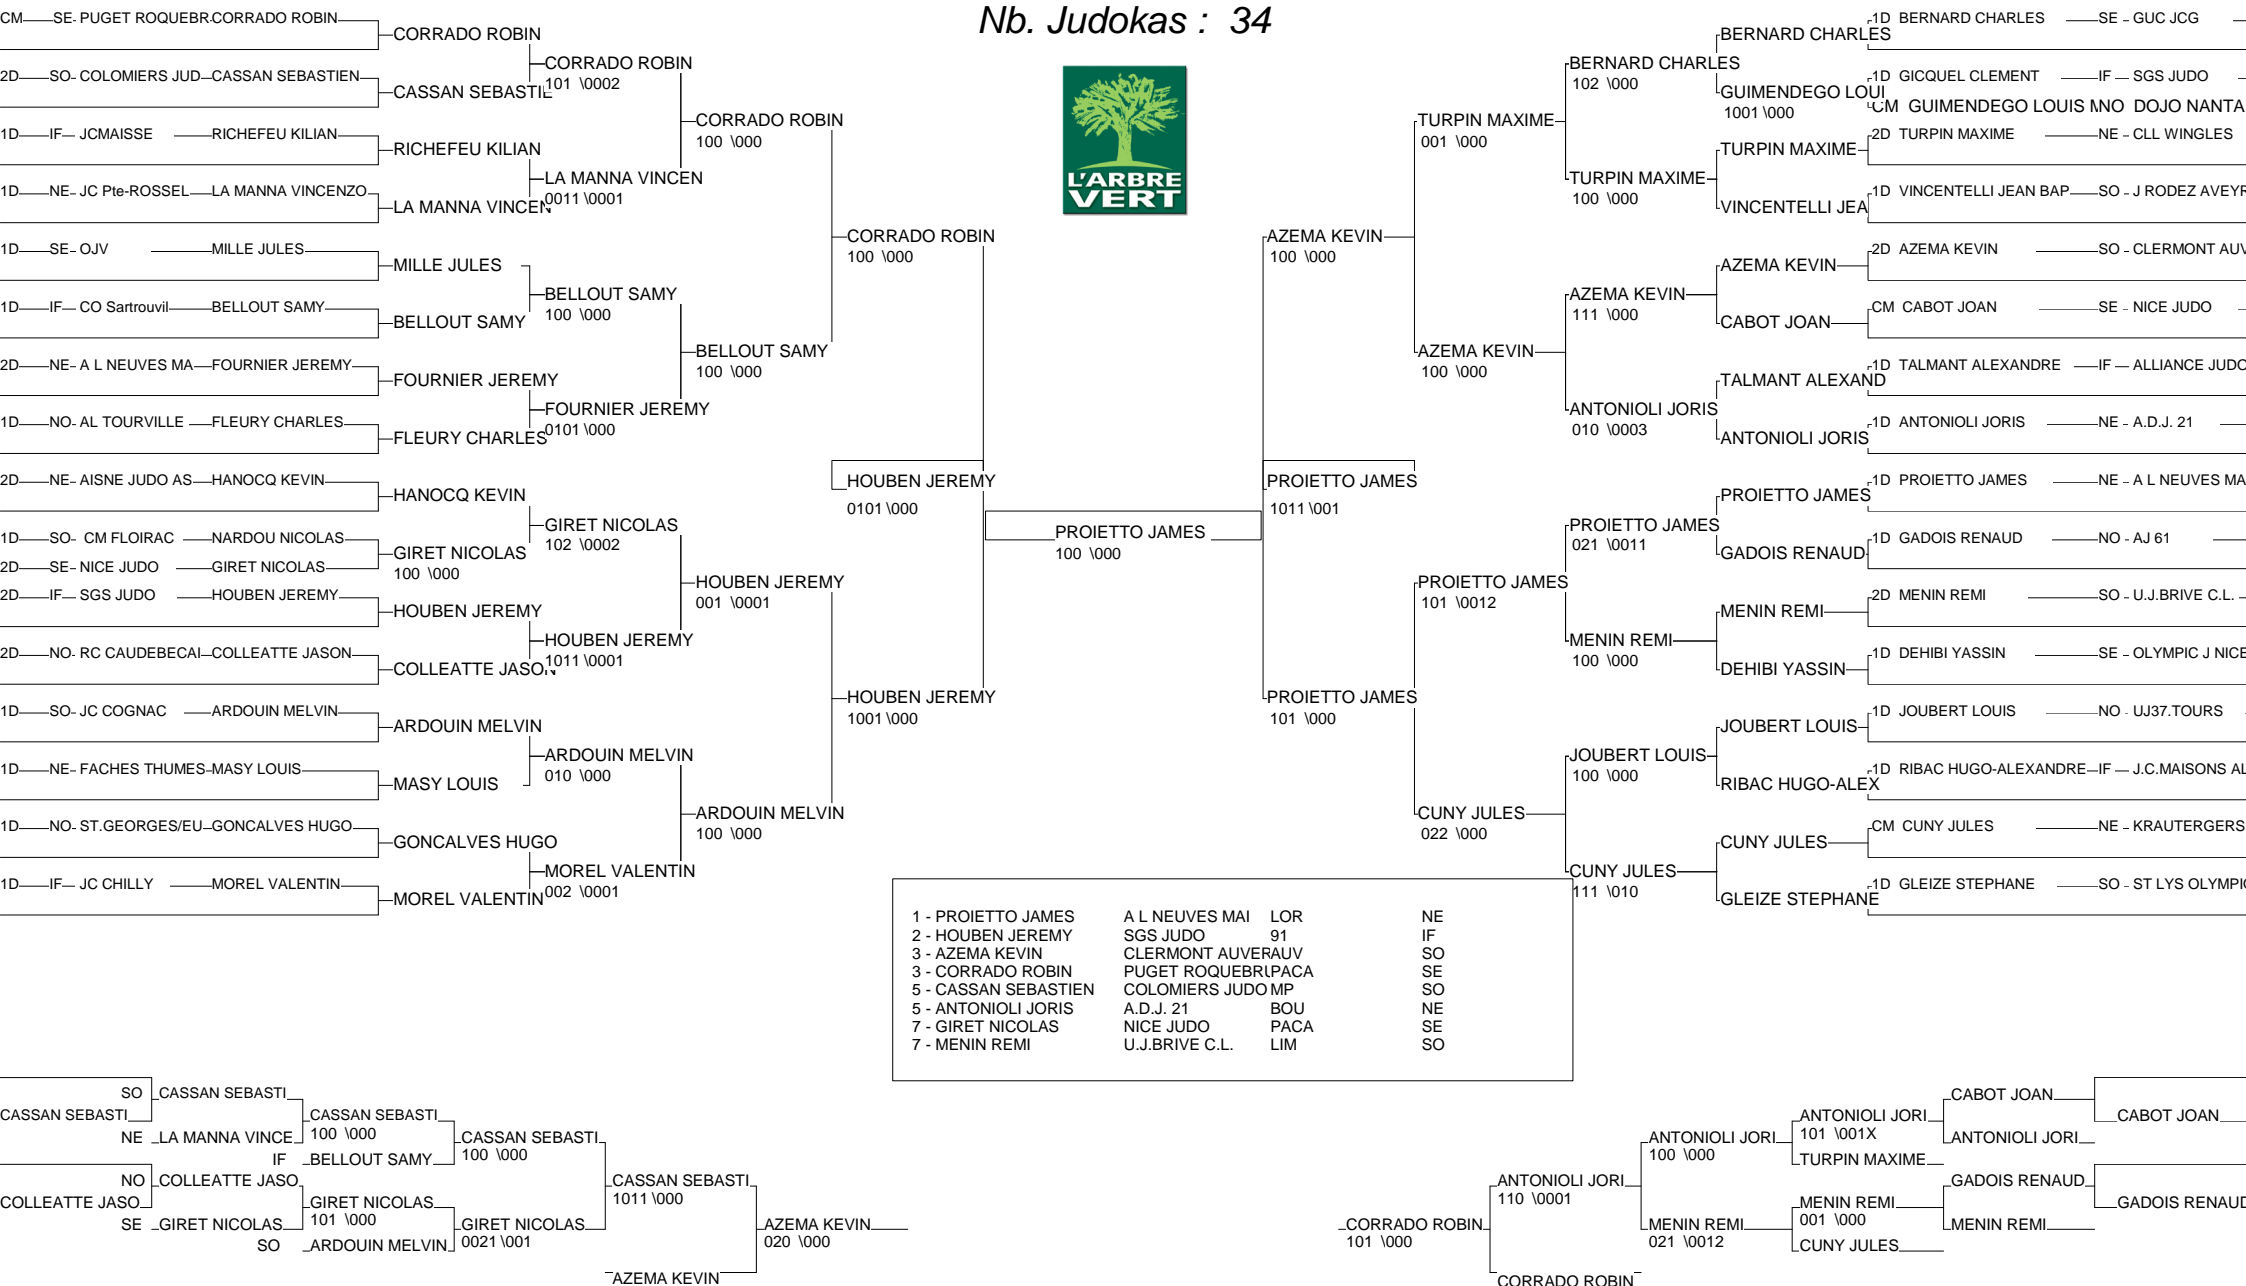 Nb. Judokas : 34
L'ARBRE
VERT
CM SE PUGET ROQUEBR CORRADO ROBIN
2D SO COLOMIERS JUD CASSAN SEBASTIEN
1D IF JCMAISSE RICHEFEU KILIAN
1D NE JC Pte-ROSSEL LA MANNA VINCENZO
1D SE OJV MILLE JULES
1D IF CO Sartrouvil BELLOUT SAMY
2D NE A L NEUVES MA FOURNIER JEREMY
1D NO AL TOURVILLE FLEURY CHARLES
2D NE AISNE JUDO AS HANOCQ KEVIN
1D SO CM FLOIRAC NARDOU NICOLAS
2D SE NICE JUDO GIRET NICOLAS
2D IF SGS JUDO HOUBEN JEREMY
2D NO RC CAUDEBECAI COLLEATTE JASON
1D SO JC COGNAC ARDOUIN MELVIN
1D NE FACHES THUMES MASY LOUIS
1D NO ST.GEORGES/EU GONCALVES HUGO
1D IF JC CHILLY MOREL VALENTIN
CORRADO ROBIN
CASSAN SEBASTIE
RICHEFEU KILIAN
LA MANNA VINCEN
MILLE JULES
BELLOUT SAMY
FOURNIER JEREMY
FLEURY CHARLES
HANOCQ KEVIN
GIRET NICOLAS
100 \000
HOUBEN JEREMY
COLLEATTE JASON
ARDOUIN MELVIN
MASY LOUIS
GONCALVES HUGO
MOREL VALENTIN
CORRADO ROBIN
101 \0002
LA MANNA VINCEN
0011 \0001
BELLOUT SAMY
100 \000
FOURNIER JEREMY
0101 \000
GIRET NICOLAS
102 \0002
HOUBEN JEREMY
1011 \0001
ARDOUIN MELVIN
010 \000
MOREL VALENTIN
002 \0001
CORRADO ROBIN
100 \000
BELLOUT SAMY
100 \000
HOUBEN JEREMY
001 \0001
ARDOUIN MELVIN
100 \000
CORRADO ROBIN
100 \000
HOUBEN JEREMY
0101 \000
HOUBEN JEREMY
1001 \000
PROIETTO JAMES
100 \000
AZEMA KEVIN
100 \000
PROIETTO JAMES
1011 \001
PROIETTO JAMES
101 \000
TURPIN MAXIME
001 \000
AZEMA KEVIN
100 \000
PROIETTO JAMES
101 \0012
CUNY JULES
022 \000
BERNARD CHARLES
102 \000
TURPIN MAXIME
100 \000
AZEMA KEVIN
111 \000
ANTONIOLI JORIS
010 \0003
PROIETTO JAMES
021 \0011
MENIN REMI
100 \000
JOUBERT LOUIS
100 \000
CUNY JULES
111 \010
BERNARD CHARLES
GUIMENDEGO LOUI
1001 \000
TURPIN MAXIME
VINCENTELLI JEA
AZEMA KEVIN
CABOT JOAN
TALMANT ALEXAND
ANTONIOLI JORIS
PROIETTO JAMES
GADOIS RENAUD
MENIN REMI
DEHIBI YASSIN
JOUBERT LOUIS
RIBAC HUGO-ALEX
CUNY JULES
GLEIZE STEPHANE
1D BERNARD CHARLES SE - GUC JCG
1D GICQUEL CLEMENT IF SGS JUDO
CM GUIMENDEGO LOUIS M NO DOJO NANTA
2D TURPIN MAXIME NE - CLL WINGLES
1D VINCENTELLI JEAN BAP SO - J RODEZ AVEYR
2D AZEMA KEVIN SO - CLERMONT AUV
CM CABOT JOAN SE - NICE JUDO
1D TALMANT ALEXANDRE IF ALLIANCE JUDO
1D ANTONIOLI JORIS NE - A.D.J. 21
1D PROIETTO JAMES NE - A L NEUVES MA
1D GADOIS RENAUD NO - AJ 61
2D MENIN REMI SO - U.J.BRIVE C.L.
1D DEHIBI YASSIN SE - OLYMPIC J NICE
1D JOUBERT LOUIS NO - UJ37.TOURS
1D RIBAC HUGO-ALEXANDRE IF J.C.MAISONS AL
CM CUNY JULES NE - KRAUTERGERS
1D GLEIZE STEPHANE SO - ST LYS OLYMPI
1 - PROIETTO JAMES A L NEUVES MAI LOR NE
2 - HOUBEN JEREMY SGS JUDO 91 IF
3 - AZEMA KEVIN CLERMONT AUVER AUV SO
3 - CORRADO ROBIN PUGET ROQUEBRU PACA SE
5 - CASSAN SEBASTIEN COLOMIERS JUDO MP SO
5 - ANTONIOLI JORIS A.D.J. 21 BOU NE
7 - GIRET NICOLAS NICE JUDO PACA SE
7 - MENIN REMI U.J.BRIVE C.L. LIM SO
SO CASSAN SEBASTI
CASSAN SEBASTI
NE LA MANNA VINCE
CASSAN SEBASTI
100 \000
IF BELLOUT SAMY
CASSAN SEBASTI
100 \000
NO COLLEATTE JASO
COLLEATTE JASO
SE GIRET NICOLAS
GIRET NICOLAS
101 \000
SO ARDOUIN MELVIN
GIRET NICOLAS
0021 \001
CASSAN SEBASTI
1011 \000
AZEMA KEVIN
020 \000
AZEMA KEVIN
CORRADO ROBIN
101 \000
ANTONIOLI JORI
110 \0001
CORRADO ROBIN
ANTONIOLI JORI
100 \000
MENIN REMI
021 \0012
ANTONIOLI JORI
101 \001X
TURPIN MAXIME
MENIN REMI
001 \000
CUNY JULES
CABOT JOAN
ANTONIOLI JORI
GADOIS RENAUD
MENIN REMI
CABOT JOAN
GADOIS RENAUD